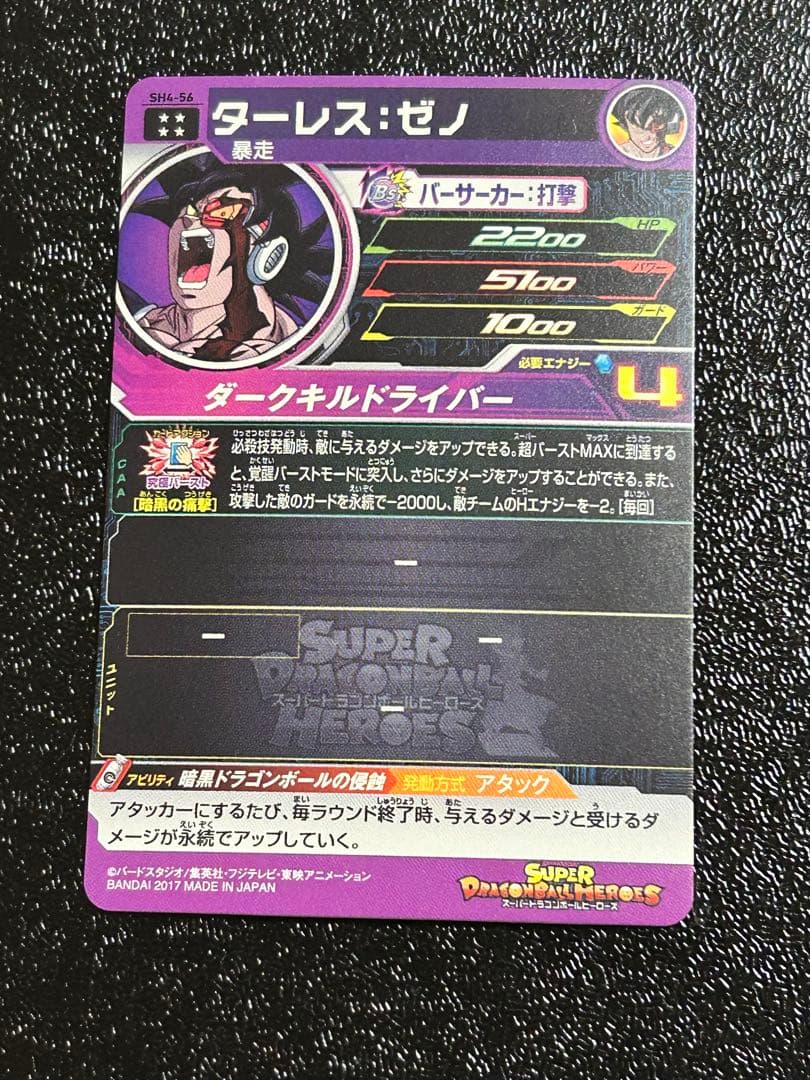 SH4-56
ターレス:ゼノ
暴走
Bs バーサーカー:打撃
HP
2200
パワー
5100
ガード
1000
必要エナジー 4
ダークキルドライバー
CAA
カードアクション
究極バースト
[暗黒の痛撃]
必殺技発動時、敵に与えるダメージをアップできる。超バーストMAXに到達する
と、覚醒バーストモードに突入し、さらにダメージをアップすることができる。また、
攻撃した敵のガードを永続で-2000し、敵チームのHエナジーを-2。[毎回]
-
ユニット
- -
-
SUPER
DRAGONBALL
スーパードラゴンボールヒーローズ
HEROES
アビリティ 暗黒ドラゴンボールの侵蝕 発動方式 アタック
アタッカーにするたび、毎ラウンド終了時、与えるダメージと受けるダ
メージが永続でアップしていく。
©バードスタジオ/集英社・フジテレビ・東映アニメーション
BANDAI 2017 MADE IN JAPAN
SUPER
DRAGONBALL HEROES
スーパードラゴンボールヒーローズ